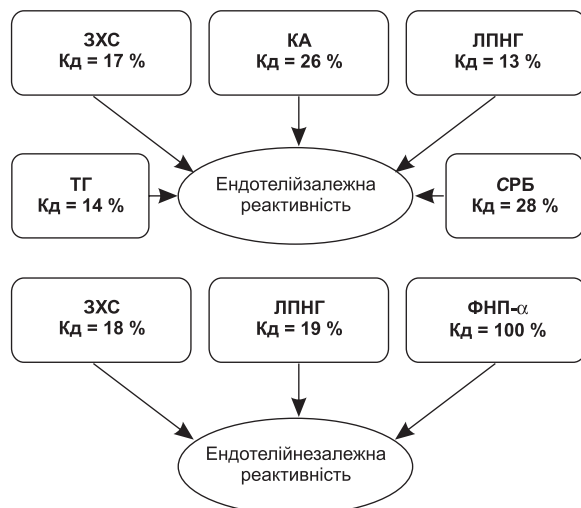 ЗХС
Кд = 17 %
КА
Кд = 26 %
ЛПНГ
Кд = 13 %
ТГ
Кд = 14 %
Ендотелійзалежна
реактивність
СРБ
Кд = 28 %
ЗХС
Кд = 18 %
ЛПНГ
Кд = 19 %
ФНП-α
Кд = 100 %
Ендотелійнезалежна
реактивність